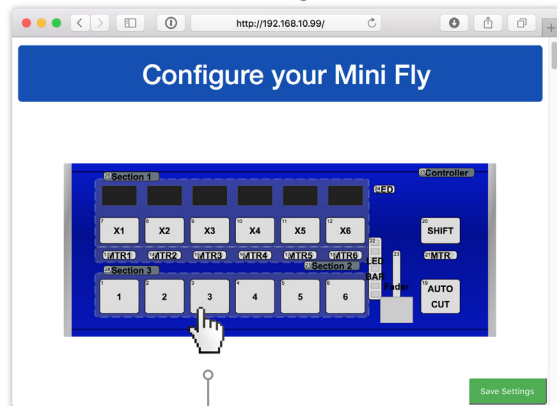 http://192.168.10.99/
Configure your Mini Fly
Section 1
Controller
7 X1
8 X2
9 X3
10 X4
11 X5
12 X6
20 SHIFT
MTR1
MTR2
MTR3
MTR4
MTR5
MTR6
22
23
21 MTR
Section 3
Section 2
LED
BAR
Fader
1 1
2 2
3 3
4 4
5 5
6 6
19 AUTO
CUT
Save Settings